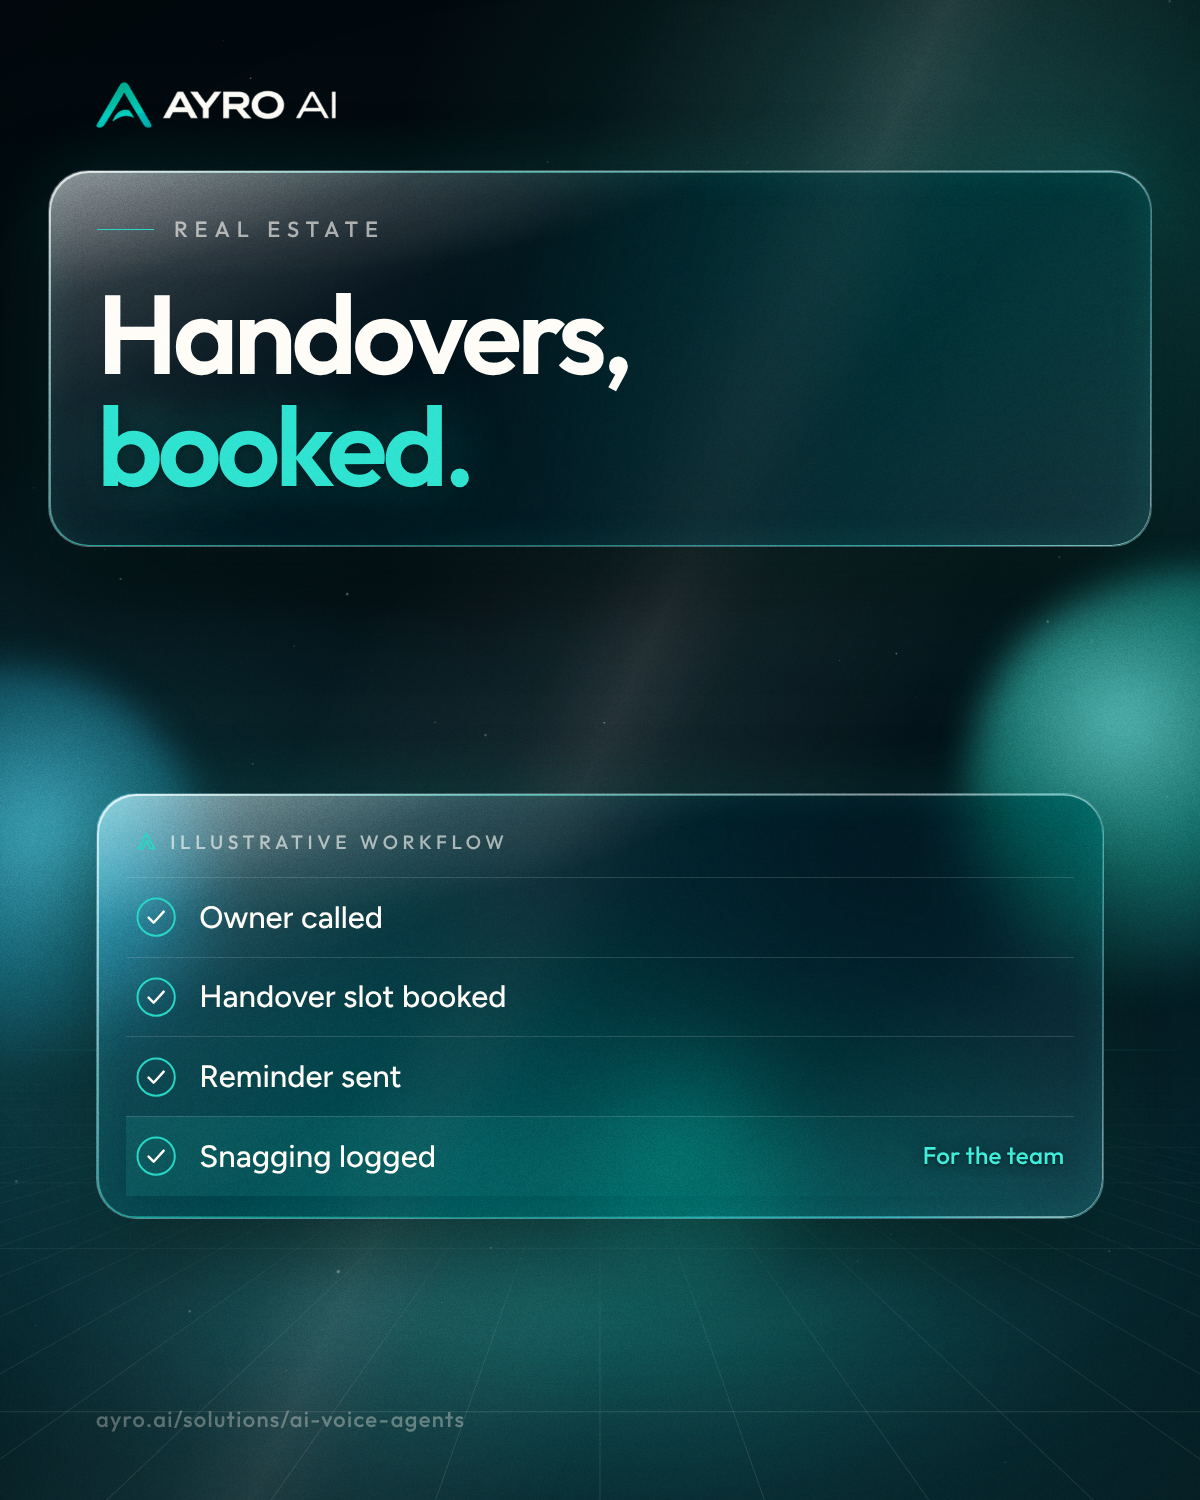 AYRO AI
REAL ESTATE
Handovers,
booked.
ILLUSTRATIVE WORKFLOW
Owner called
Handover slot booked
Reminder sent
Snagging logged
For the team
ayro.ai/solutions/ai-voice-agents